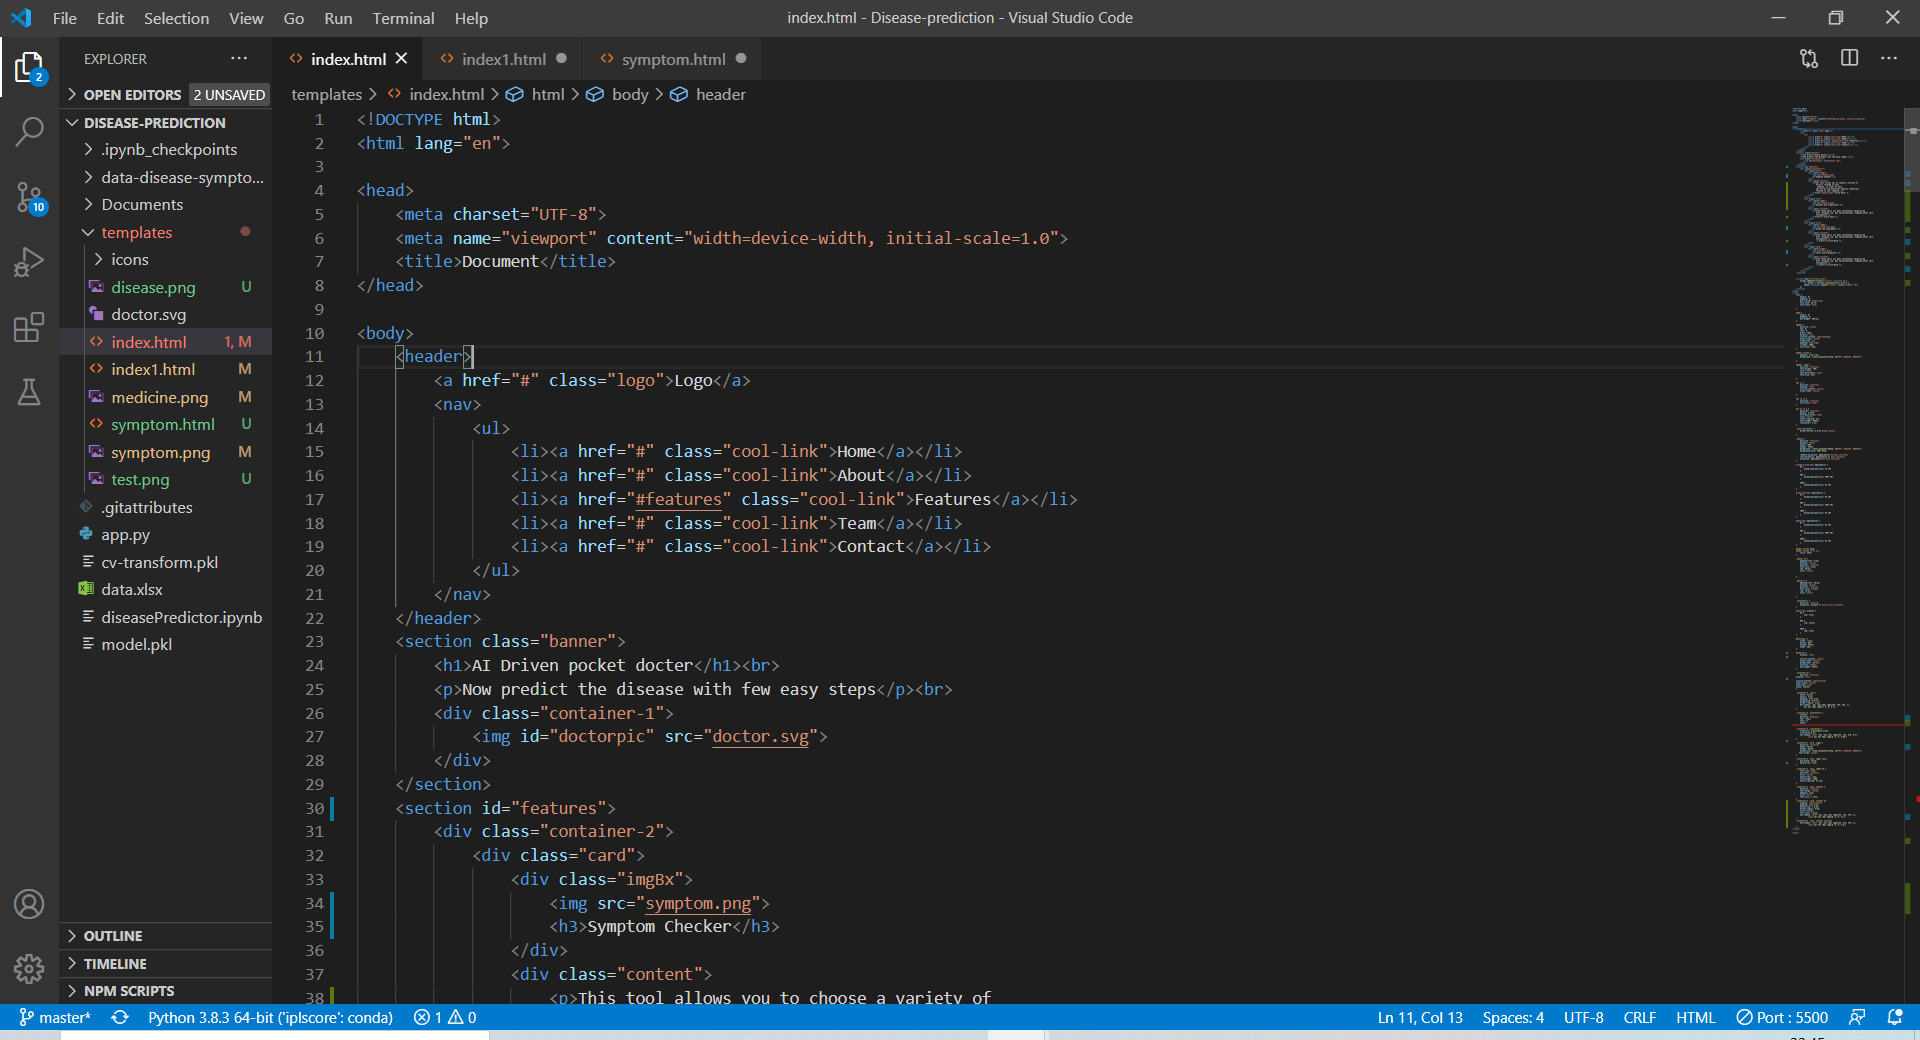 File Edit Selection View Go Run Terminal Help
index.html - Disease-prediction - Visual Studio Code
EXPLORER
OPEN EDITORS 2 UNSAVED
DISEASE-PREDICTION
.ipynb_checkpoints
data-disease-sympto...
Documents
templates
icons
disease.png U
doctor.svg
index.html 1, M
index1.html M
medicine.png M
symptom.html U
symptom.png M
test.png U
.gitattributes
app.py
cv-transform.pkl
data.xlsx
diseasePredictor.ipynb
model.pkl
OUTLINE
TIMELINE
NPM SCRIPTS
2
10
index.html index1.html symptom.html
templates > index.html > html > body > header
1 <!DOCTYPE html>
2 <html lang="en">
3
4 <head>
5 <meta charset="UTF-8">
6 <meta name="viewport" content="width=device-width, initial-scale=1.0">
7 <title>Document</title>
8 </head>
9
10 <body>
11 <header>
12 <a href="#" class="logo">Logo</a>
13 <nav>
14 <ul>
15 <li><a href="#" class="cool-link">Home</a></li>
16 <li><a href="#" class="cool-link">About</a></li>
17 <li><a href="#features" class="cool-link">Features</a></li>
18 <li><a href="#" class="cool-link">Team</a></li>
19 <li><a href="#" class="cool-link">Contact</a></li>
20 </ul>
21 </nav>
22 </header>
23 <section class="banner">
24 <h1>AI Driven pocket docter</h1><br>
25 <p>Now predict the disease with few easy steps</p><br>
26 <div class="container-1">
27 <img id="doctorpic" src="doctor.svg">
28 </div>
29 </section>
30 <section id="features">
31 <div class="container-2">
32 <div class="card">
33 <div class="imgBx">
34 <img src="symptom.png">
35 <h3>Symptom Checker</h3>
36 </div>
37 <div class="content">
38 <p>This tool allows you to choose a variety of
master* Python 3.8.3 64-bit ('iplscore': conda) 1 0
Ln 11, Col 13 Spaces: 4 UTF-8 CRLF HTML Port : 5500